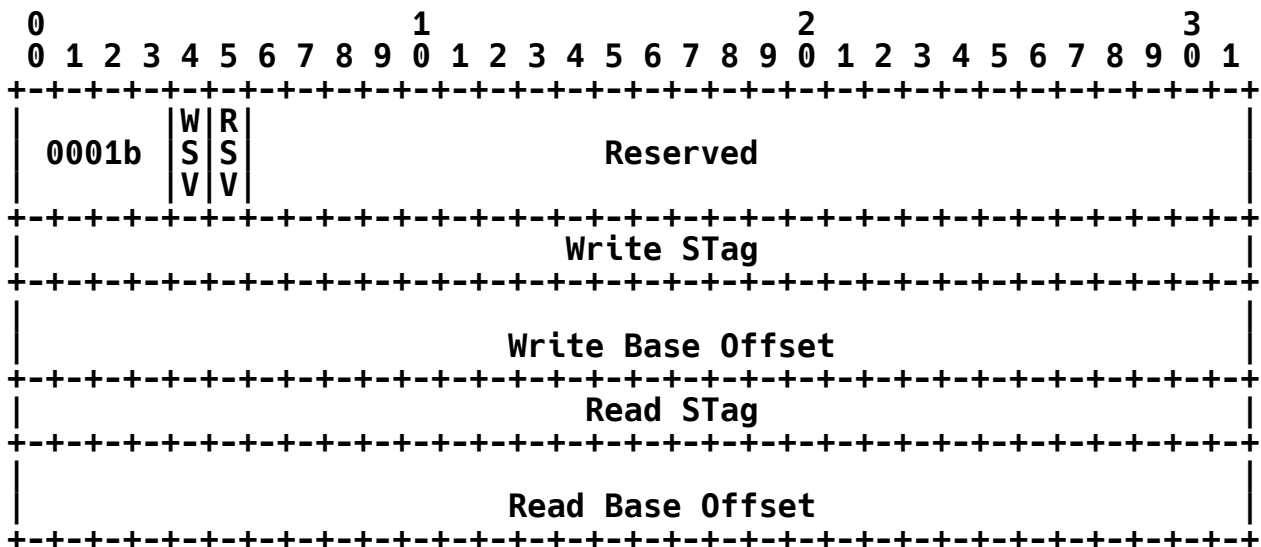 0                   1                   2                   3
 0 1 2 3 4 5 6 7 8 9 0 1 2 3 4 5 6 7 8 9 0 1 2 3 4 5 6 7 8 9 0 1
+-+-+-+-+-+-+-+-+-+-+-+-+-+-+-+-+-+-+-+-+-+-+-+-+-+-+-+-+-+-+-+-+
|       |W|R|                                                   |
| 0001b |S|S|                  Reserved                         |
|       |V|V|                                                   |
+-+-+-+-+-+-+-+-+-+-+-+-+-+-+-+-+-+-+-+-+-+-+-+-+-+-+-+-+-+-+-+-+
|                            Write STag                         |
+-+-+-+-+-+-+-+-+-+-+-+-+-+-+-+-+-+-+-+-+-+-+-+-+-+-+-+-+-+-+-+-+
|                                                               |
|                         Write Base Offset                     |
+-+-+-+-+-+-+-+-+-+-+-+-+-+-+-+-+-+-+-+-+-+-+-+-+-+-+-+-+-+-+-+-+
|                             Read STag                         |
+-+-+-+-+-+-+-+-+-+-+-+-+-+-+-+-+-+-+-+-+-+-+-+-+-+-+-+-+-+-+-+-+
|                                                               |
|                         Read Base Offset                      |
+-+-+-+-+-+-+-+-+-+-+-+-+-+-+-+-+-+-+-+-+-+-+-+-+-+-+-+-+-+-+-+-+